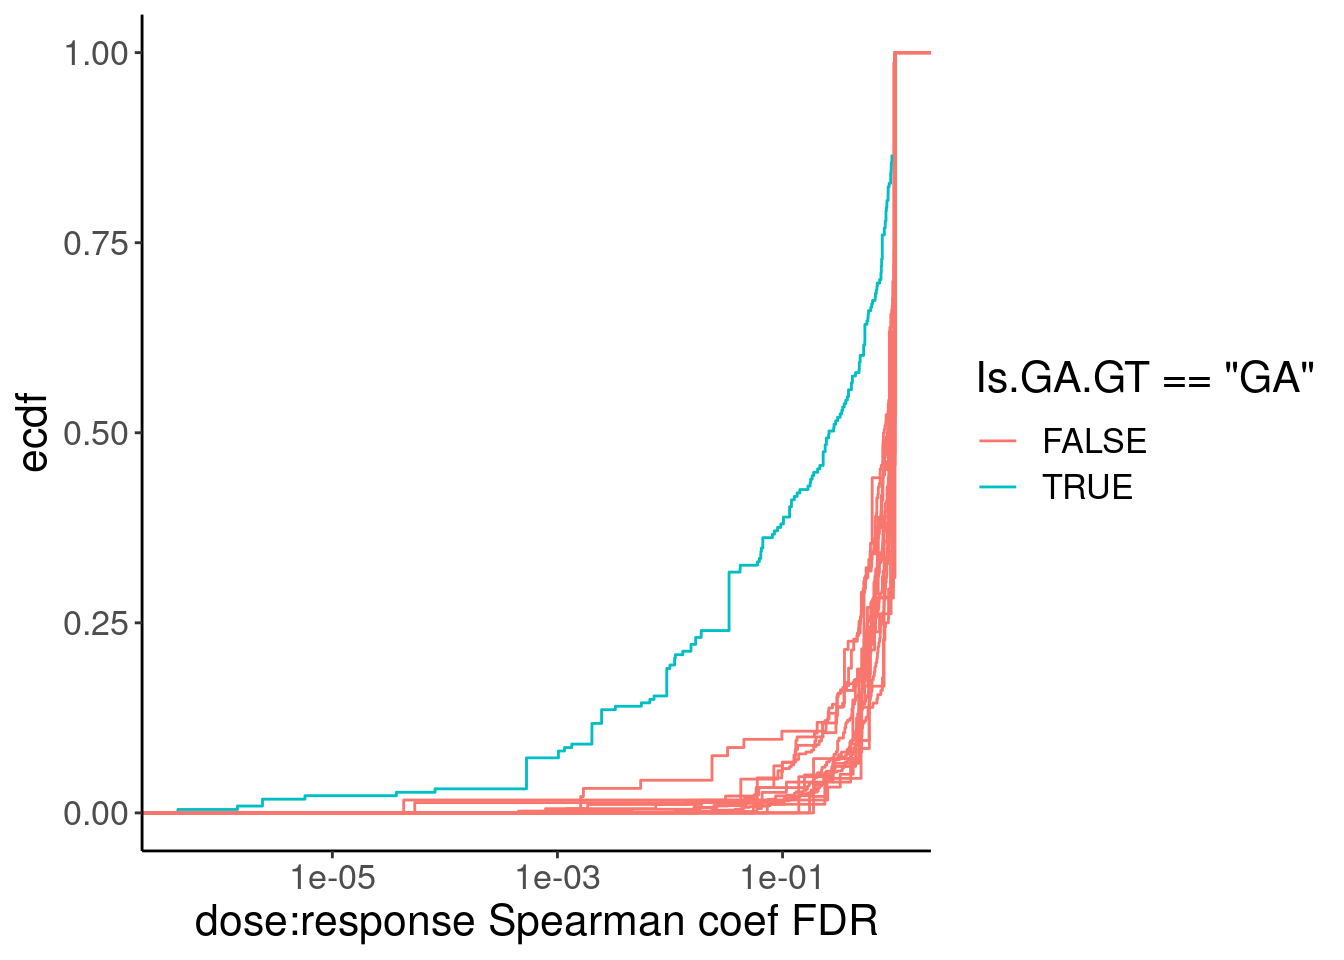 1.00
0.75
0.50
0.25
0.00
ecdf
1e-05 1e-03 1e-01
dose:response Spearman coef FDR
Is.GA.GT == "GA"
FALSE
TRUE